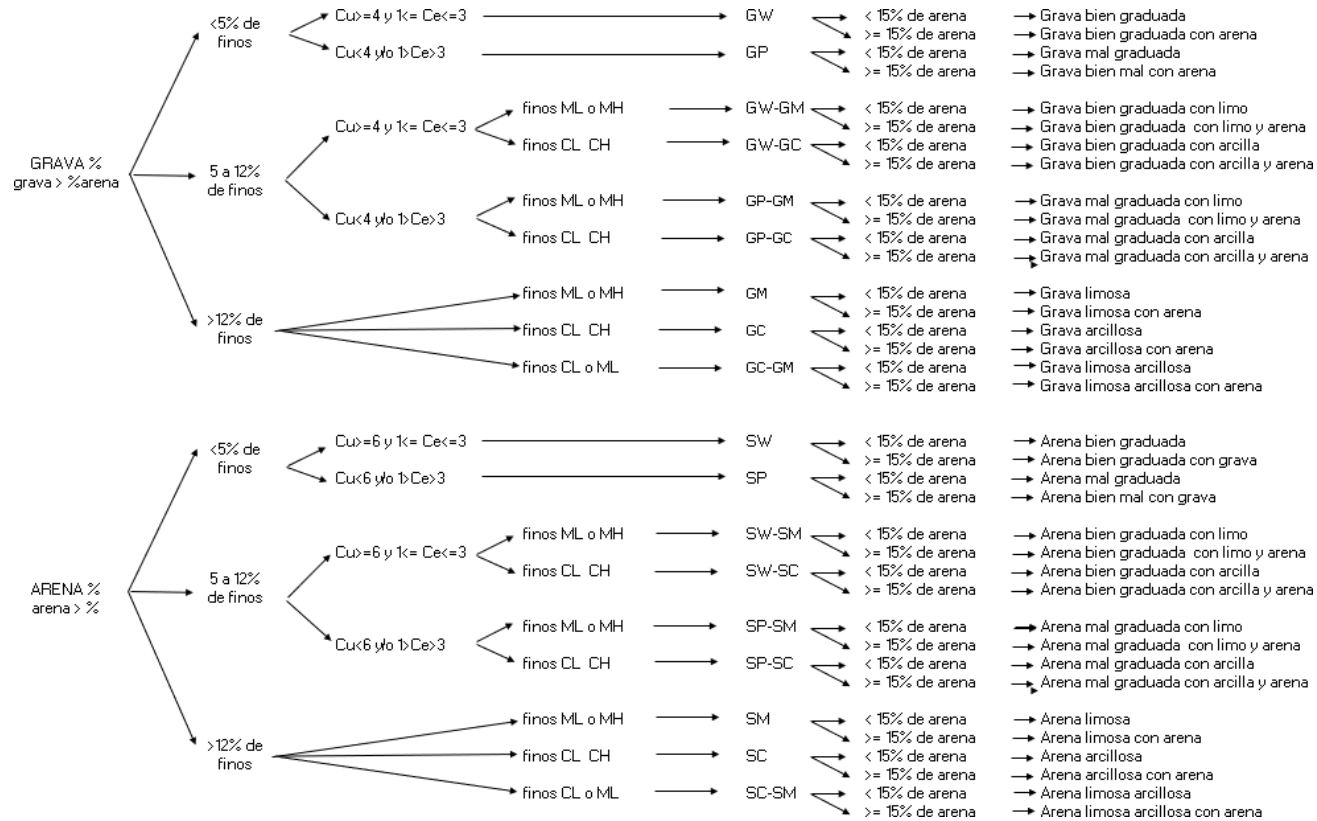 <5% de
finos
Cu>=4 y 1<= Ce<=3
GW
< 15% de arena
Grava bien graduada
>= 15% de arena
Grava bien graduada con arena
Cu<4 y/o 1>Ce>3
GP
< 15% de arena
Grava mal graduada
>= 15% de arena
Grava bien mal con arena
GRAVA %
grava > %arena
5 a 12%
de finos
Cu>=4 y 1<= Ce<=3
finos ML o MH
GW-GM
< 15% de arena
Grava bien graduada con limo
>= 15% de arena
Grava bien graduada con limo y arena
finos CL CH
GW-GC
< 15% de arena
Grava bien graduada con arcilla
>= 15% de arena
Grava bien graduada con arcilla y arena
Cu<4 y/o 1>Ce>3
finos ML o MH
GP-GM
< 15% de arena
Grava mal graduada con limo
>= 15% de arena
Grava mal graduada con limo y arena
finos CL CH
GP-GC
< 15% de arena
Grava mal graduada con arcilla
>= 15% de arena
Grava mal graduada con arcilla y arena
>12% de
finos
finos ML o MH
GM
< 15% de arena
Grava limosa
>= 15% de arena
Grava limosa con arena
finos CL CH
GC
< 15% de arena
Grava arcillosa
>= 15% de arena
Grava arcillosa con arena
finos CL o ML
GC-GM
< 15% de arena
Grava limosa arcillosa
>= 15% de arena
Grava limosa arcillosa con arena
<5% de
finos
Cu>=6 y 1<= Ce<=3
SW
< 15% de arena
Arena bien graduada
>= 15% de arena
Arena bien graduada con grava
Cu<6 y/o 1>Ce>3
SP
< 15% de arena
Arena mal graduada
>= 15% de arena
Arena bien mal con grava
ARENA %
arena > %
5 a 12%
de finos
Cu>=6 y 1<= Ce<=3
finos ML o MH
SW-SM
< 15% de arena
Arena bien graduada con limo
>= 15% de arena
Arena bien graduada con limo y arena
finos CL CH
SW-SC
< 15% de arena
Arena bien graduada con arcilla
>= 15% de arena
Arena bien graduada con arcilla y arena
Cu<6 y/o 1>Ce>3
finos ML o MH
SP-SM
< 15% de arena
Arena mal graduada con limo
>= 15% de arena
Arena mal graduada con limo y arena
finos CL CH
SP-SC
< 15% de arena
Arena mal graduada con arcilla
>= 15% de arena
Arena mal graduada con arcilla y arena
>12% de
finos
finos ML o MH
SM
< 15% de arena
Arena limosa
>= 15% de arena
Arena limosa con arena
finos CL CH
SC
< 15% de arena
Arena arcillosa
>= 15% de arena
Arena arcillosa con arena
finos CL o ML
SC-SM
< 15% de arena
Arena limosa arcillosa
>= 15% de arena
Arena limosa arcillosa con arena